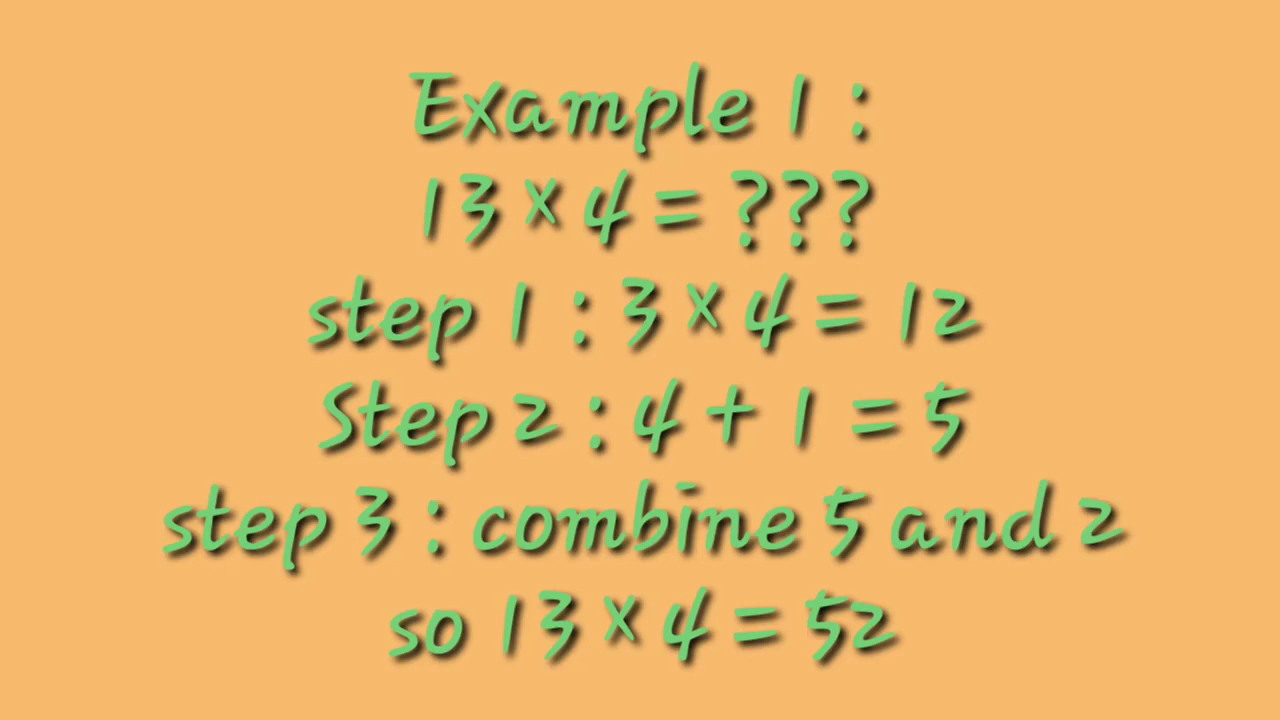 Example 1 :
13 × 4 = ???
step 1 : 3 × 4 = 12
Step 2 : 4 + 1 = 5
step 3 : combine 5 and 2
so 13 × 4 = 52